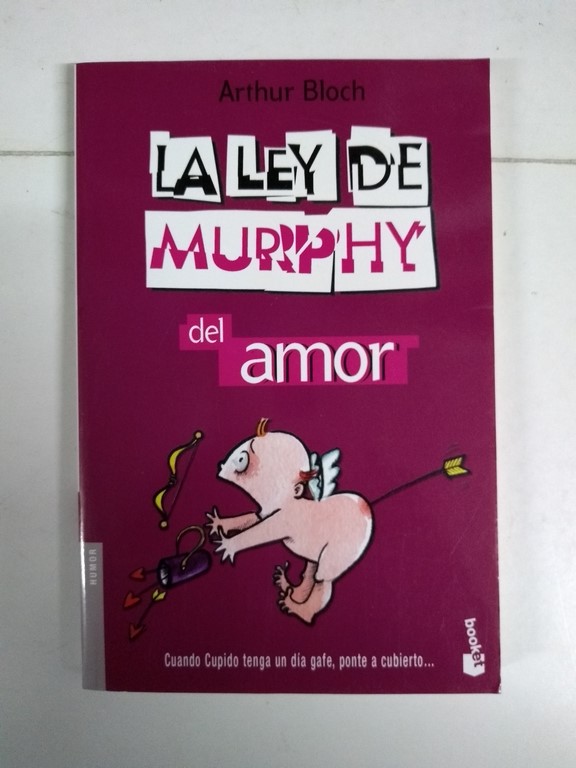 Arthur Bloch
LA LEY DE
MURPHY
del
amor
HUMOR
Cuando Cupido tenga un día gafe, ponte a cubierto...
booket